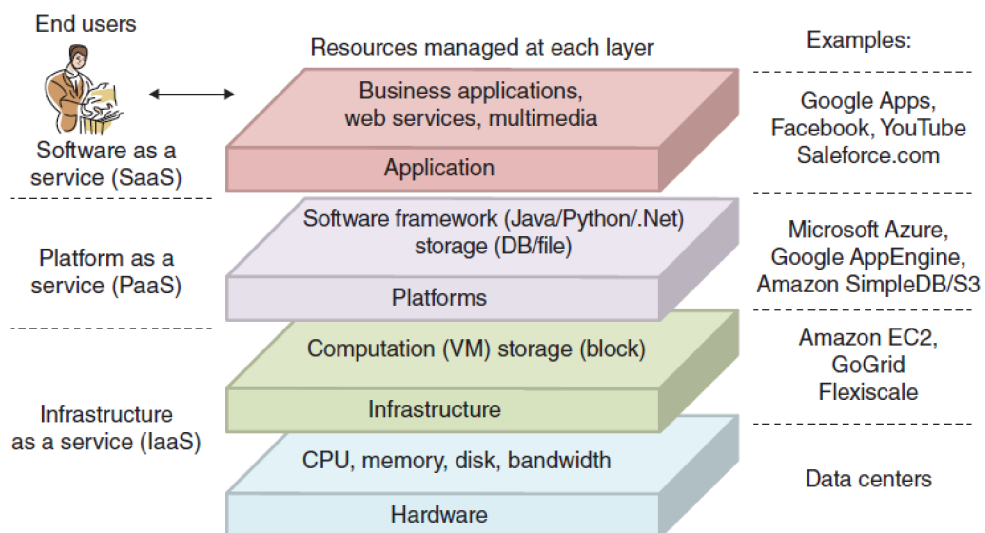 End users
Resources managed at each layer
Examples:
Business applications,
web services, multimedia
Application
Software as a
service (SaaS)
Google Apps,
Facebook, YouTube
Saleforce.com
Software framework (Java/Python/.Net)
storage (DB/file)
Platforms
Platform as a
service (PaaS)
Microsoft Azure,
Google AppEngine,
Amazon SimpleDB/S3
Computation (VM) storage (block)
Infrastructure
Amazon EC2,
GoGrid
Flexiscale
Infrastructure
as a service (IaaS)
CPU, memory, disk, bandwidth
Hardware
Data centers